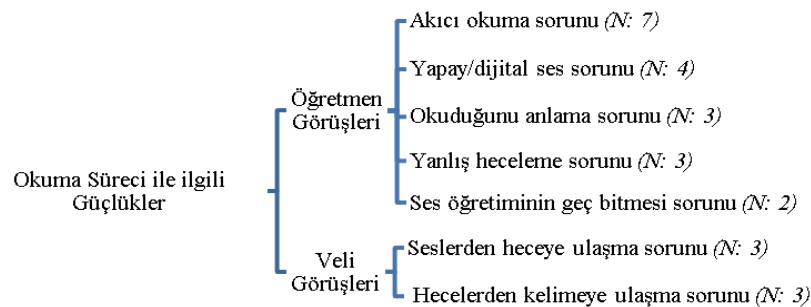 Okuma Süreci ile ilgili
Güçlükler
Öğretmen
Görüşleri
Akıcı okuma sorunu (N: 7)
Yapay/dijital ses sorunu (N: 4)
Okuduğunu anlama sorunu (N: 3)
Yanlış heceleme sorunu (N: 3)
Ses öğretiminin geç bitmesi sorunu (N: 2)
Veli
Görüşleri
Seslerden heceye ulaşma sorunu (N: 3)
Hecelerden kelimeye ulaşma sorunu (N: 3)